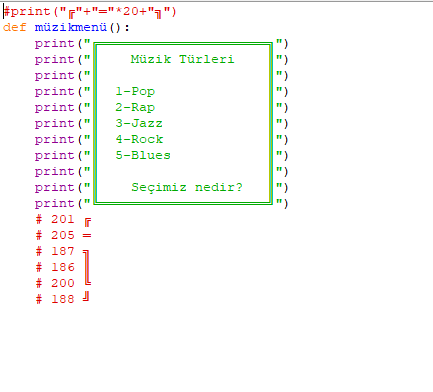 #print("╔"+"═"*20+"╗")
def müzikmenü():
    print("╔══════════════════════╗")
    print("║    Müzik Türleri     ║")
    print("║                      ║")
    print("║  1-Pop               ║")
    print("║  2-Rap               ║")
    print("║  3-Jazz              ║")
    print("║  4-Rock              ║")
    print("║  5-Blues             ║")
    print("║                      ║")
    print("║    Seçimiz nedir?    ║")
    print("╚══════════════════════╝")
    # 201 ╔
    # 205 ═
    # 187 ╗
    # 186 ║
    # 200 ╚
    # 188 ╝